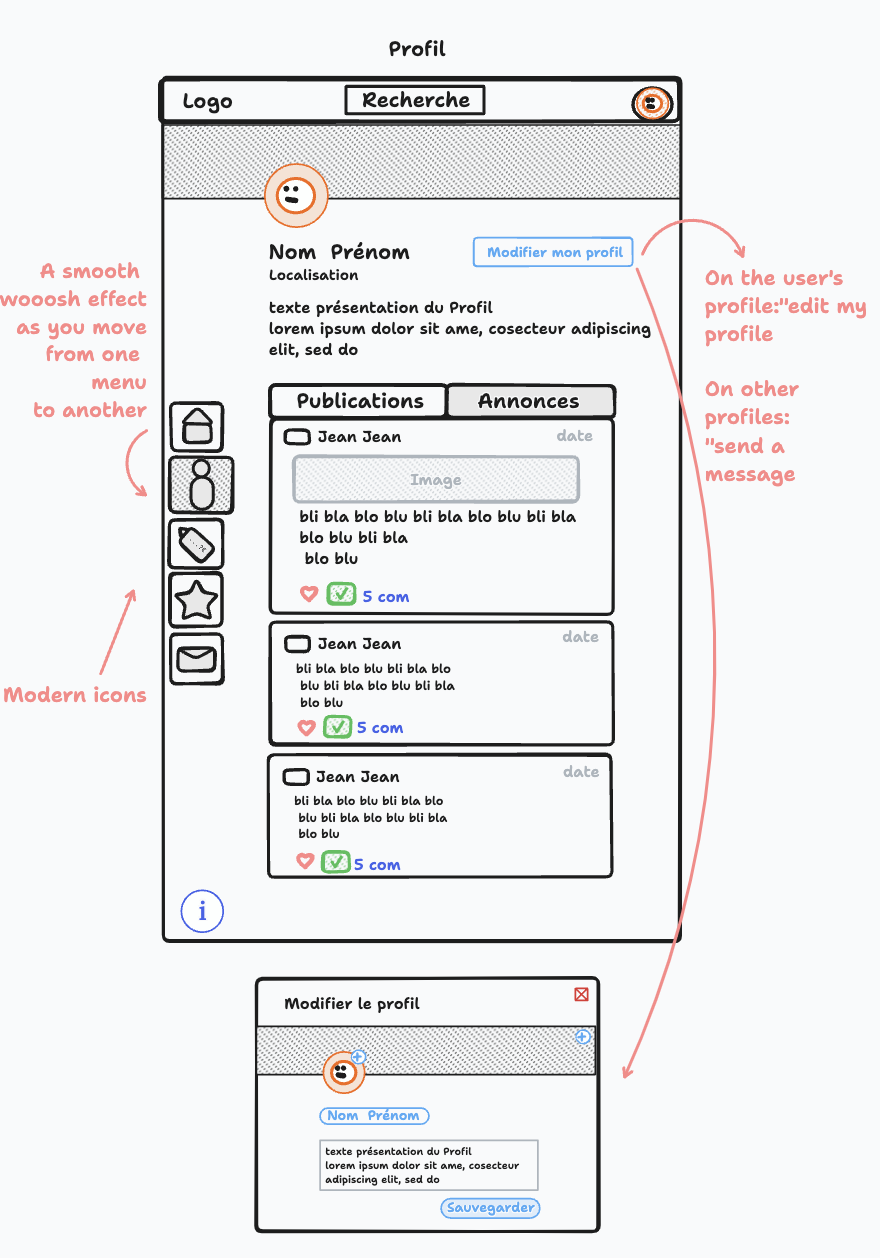 Profil
Logo
Recherche
Nom Prénom
Modifier mon profil
Localisation
texte présentation du Profil
lorem ipsum dolor sit ame, cosecteur adipiscing
elit, sed do
A smooth
wooosh effect
as you move
from one
menu
to another
On the user's
profile:"edit my
profile
On other
profiles:
"send a
message
Modern icons
Publications
Annonces
Jean Jean
date
Image
bli bla blo blu bli bla blo blu bli bla
blo blu bli bla
blo blu
5 com
Jean Jean
date
bli bla blo blu bli bla blo
blu bli bla blo blu bli bla
blo blu
5 com
Jean Jean
date
bli bla blo blu bli bla blo
blu bli bla blo blu bli bla
blo blu
5 com
i
Modifier le profil
Nom Prénom
texte présentation du Profil
lorem ipsum dolor sit ame, cosecteur
adipiscing elit, sed do
Sauvegarder